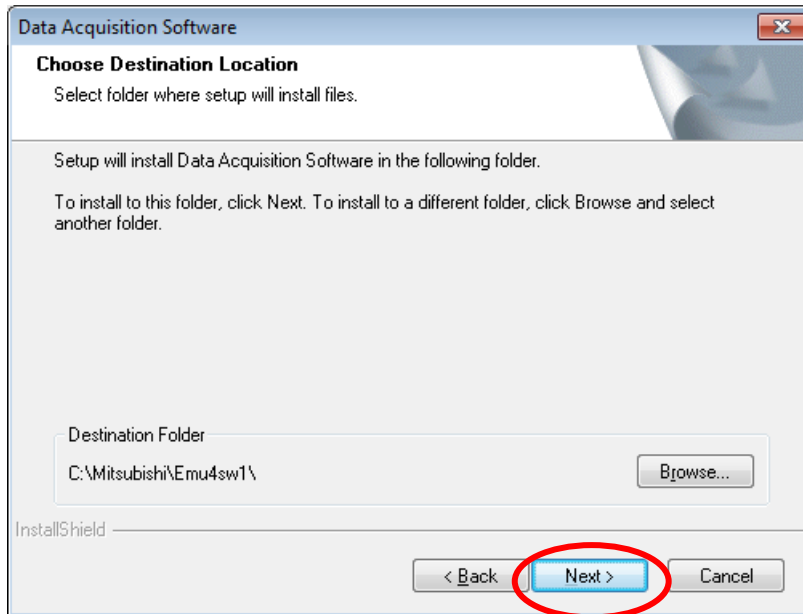 Data Acquisition Software
Choose Destination Location
Select folder where setup will install files.
Setup will install Data Acquisition Software in the following folder.
To install to this folder, click Next. To install to a different folder, click Browse and select
another folder.
Destination Folder
C:\Mitsubishi\Emu4sw1\
Browse...
InstallShield
< Back
Next >
Cancel